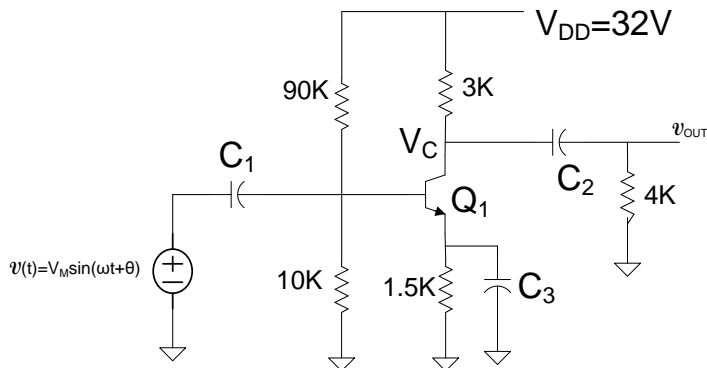 V_DD=32V
90K
3K
V_C
C_1
C_2
v_OUT
Q_1
4K
v(t)=V_M sin(ωt+θ)
10K
1.5K
C_3